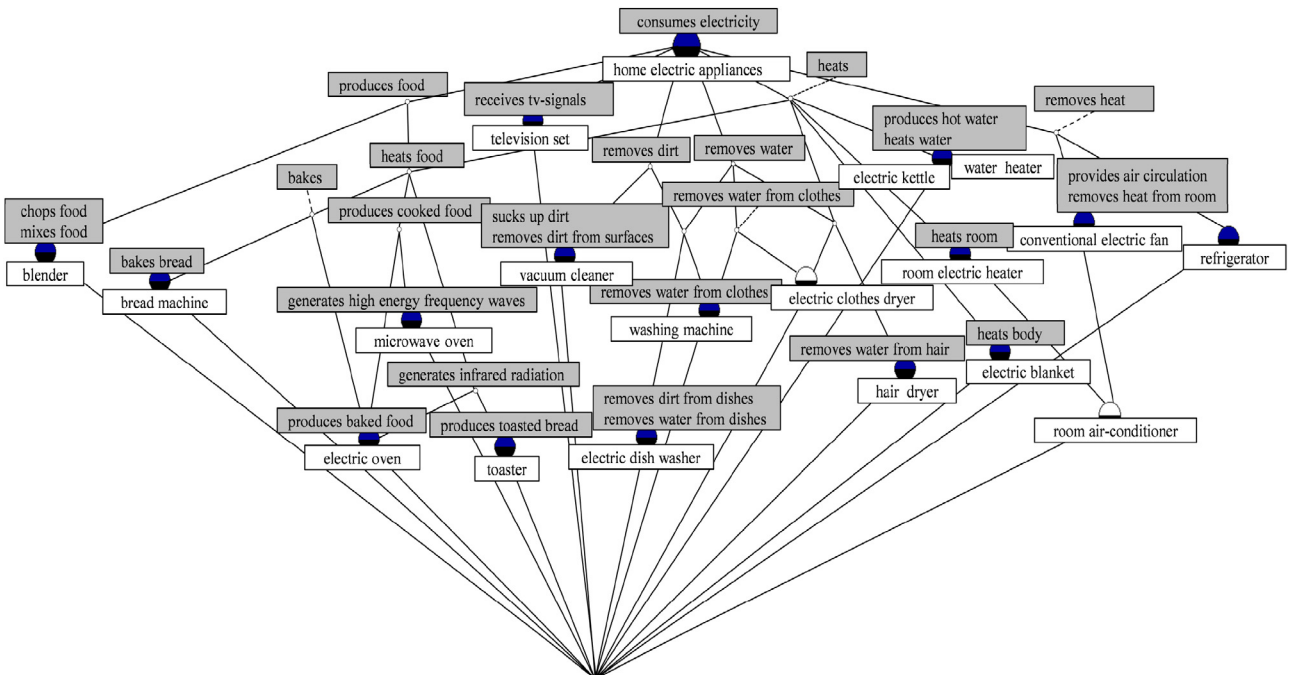 consumes electricity
home electric appliances
heats
produces food
receives tv-signals
removes heat
produces hot water
heats water
television set
heats food
removes dirt
removes water
water heater
electric kettle
bakes
provides air circulation
removes heat from room
removes water from clothes
chops food
mixes food
produces cooked food
sucks up dirt
removes dirt from surfaces
heats room
conventional electric fan
refrigerator
bakes bread
blender
vacuum cleaner
room electric heater
bread machine
generates high energy frequency waves
removes water from clothes
electric clothes dryer
washing machine
microwave oven
heats body
removes water from hair
generates infrared radiation
electric blanket
hair dryer
removes dirt from dishes
removes water from dishes
produces baked food
produces toasted bread
room air-conditioner
electric oven
toaster
electric dish washer